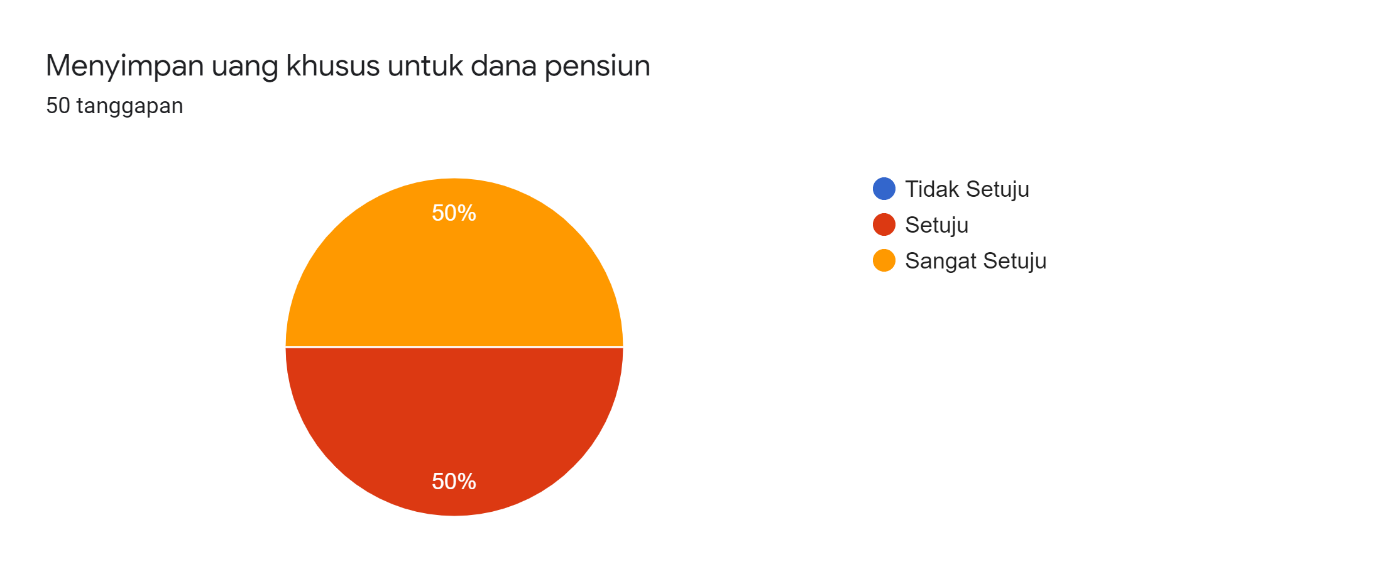 Menyimpan uang khusus untuk dana pensiun
50 tanggapan
50%
50%
Tidak Setuju
Setuju
Sangat Setuju